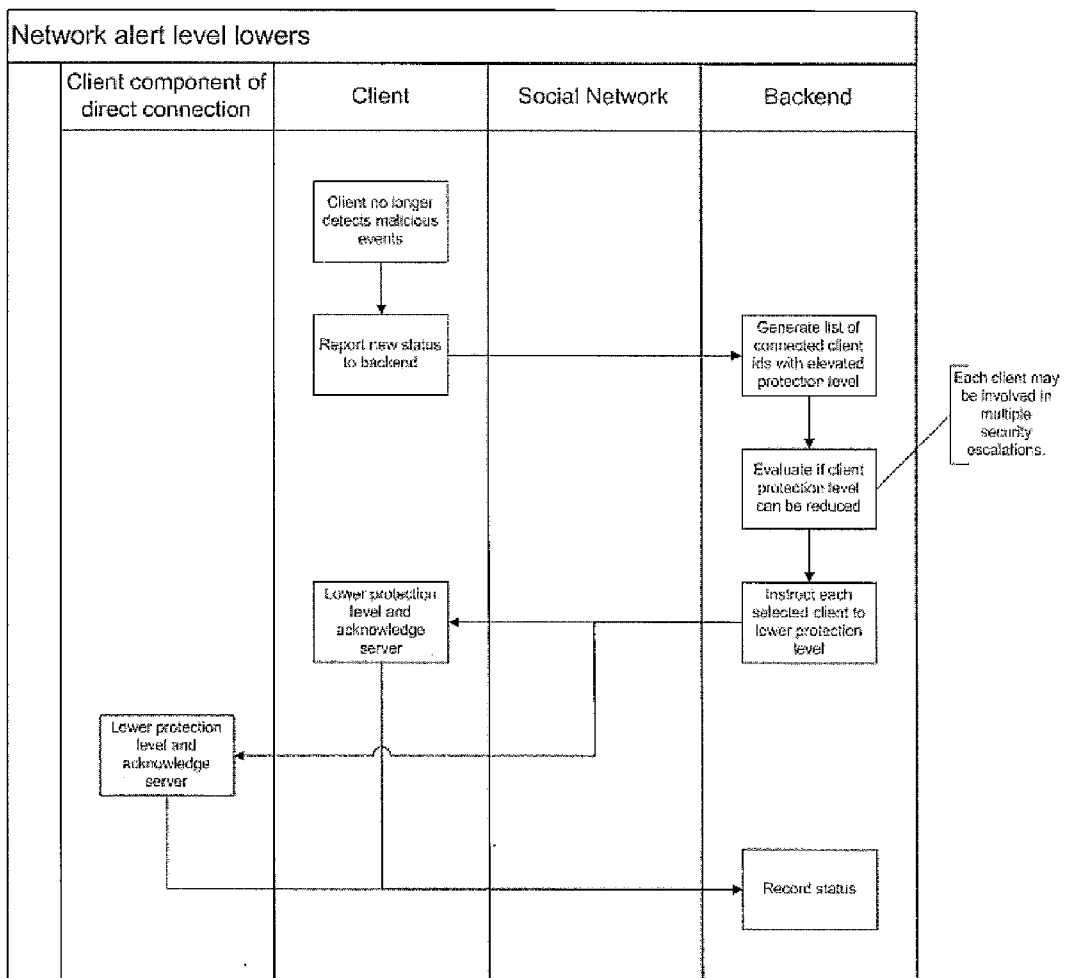 Network alert level lowers
Client component of
direct connection
Client
Social Network
Backend
Client no longer
detects malicious
events
Report new status
to backend
Generate list of
connected client
ids with elevated
protection level
Each client may
be involved in
multiple
security
escalations.
Evaluate if client
protection level
can be reduced
Lower protection
level and
acknowledge
server
Instruct each
selected client to
lower protection
level
Lower protection
level and
acknowledge
server
Record status